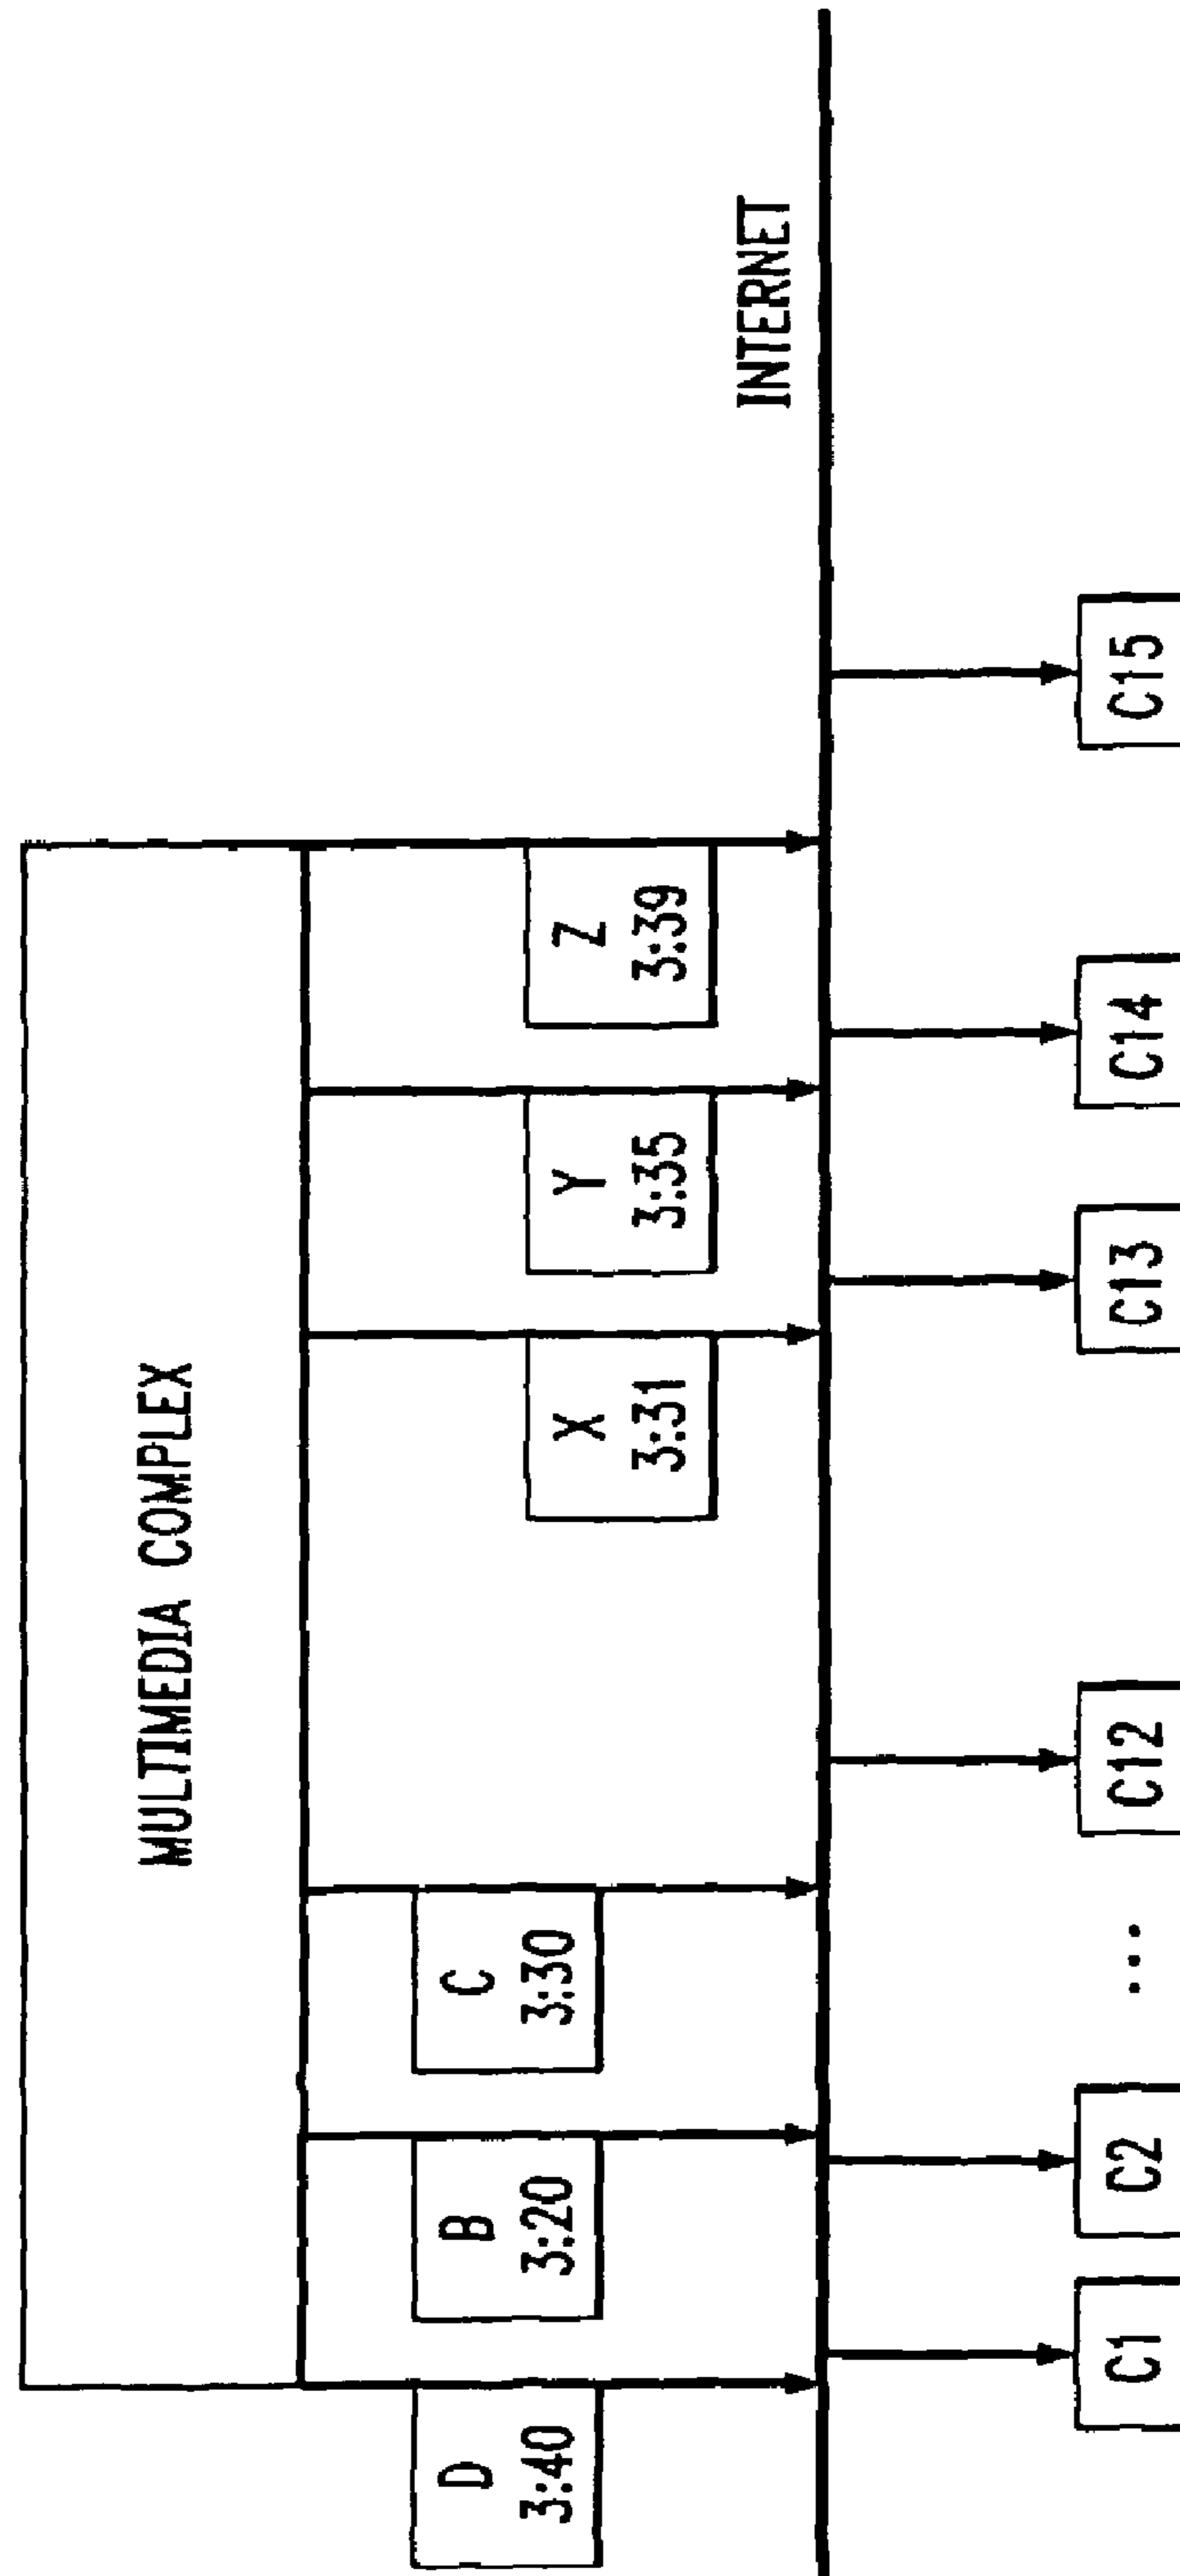 MULTIMEDIA COMPLEX
D
3:40
B
3:20
C
3:30
X
3:31
Y
3:35
Z
3:39
INTERNET
C1
C2
...
C12
C13
C14
C15